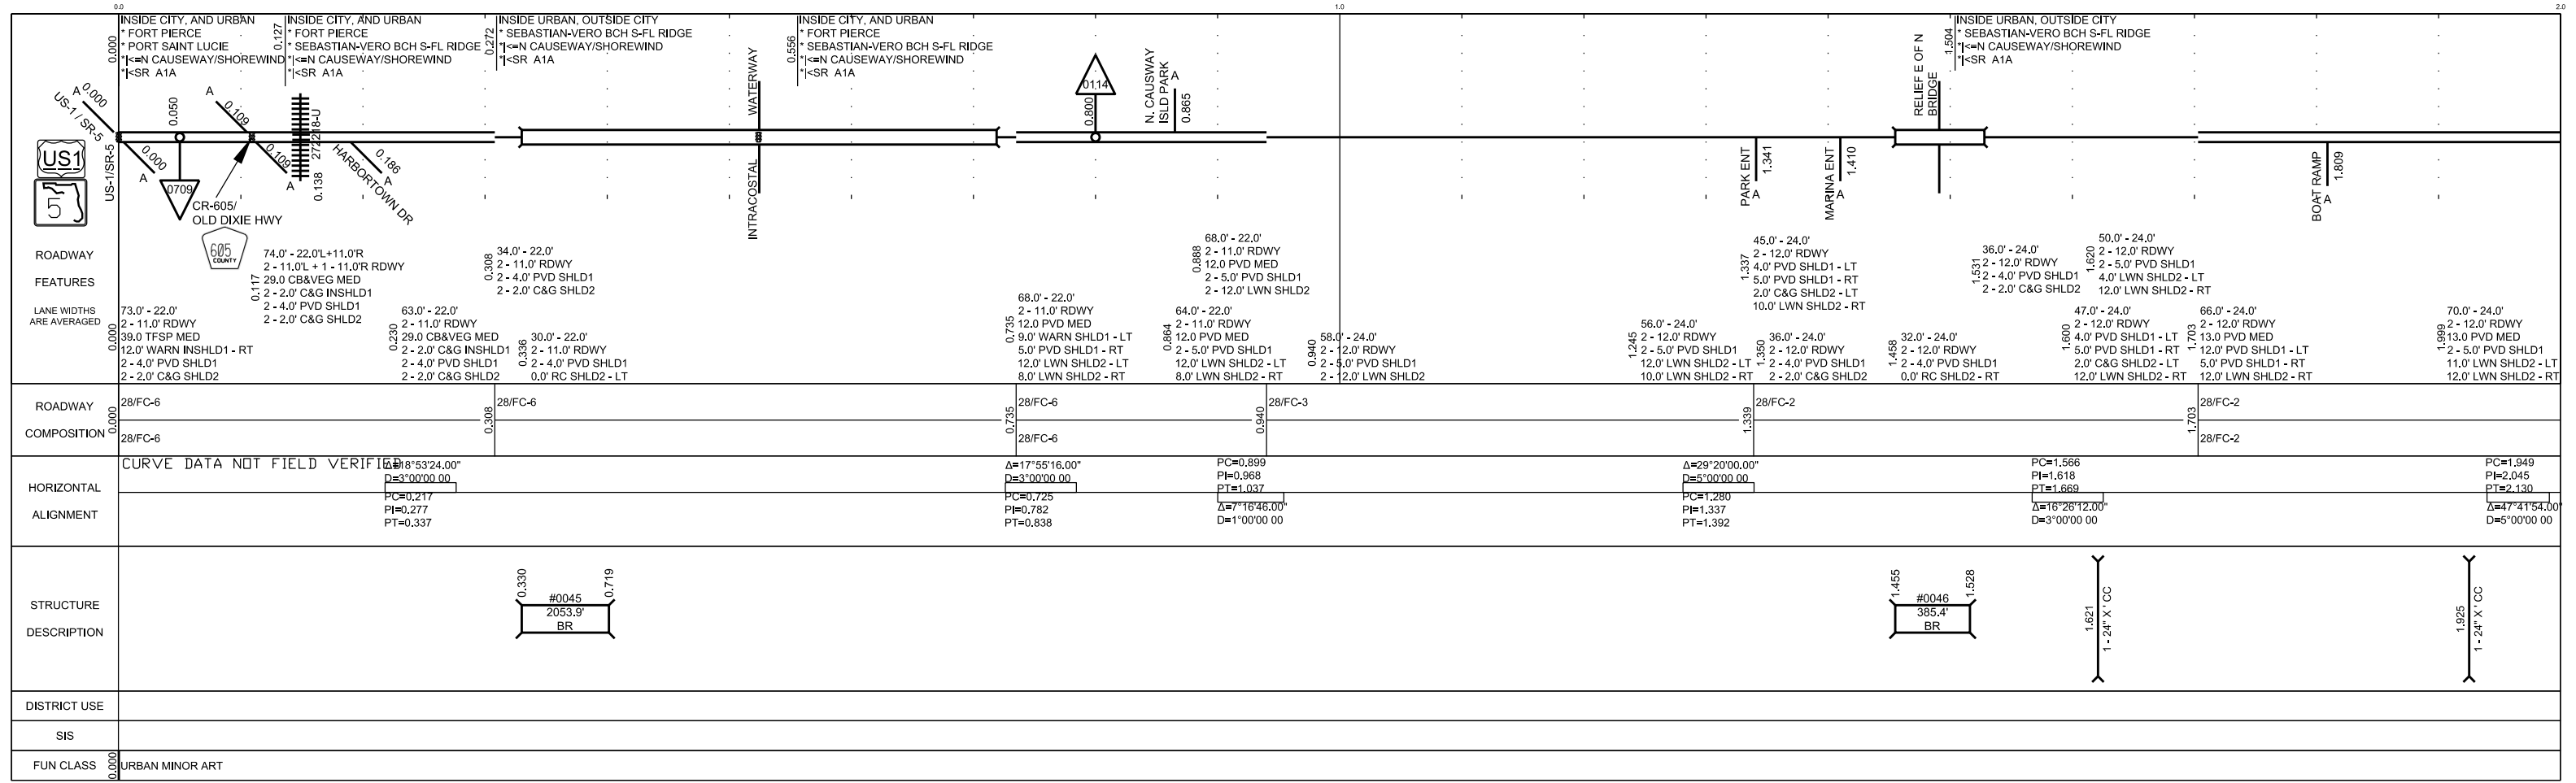 0.0
1.0
2.0
0.000
INSIDE CITY, AND URBAN
* FORT PIERCE
* PORT SAINT LUCIE
*|<=N CAUSEWAY/SHOREWIND
*|<SR A1A
0.127
INSIDE CITY, AND URBAN
* FORT PIERCE
* SEBASTIAN-VERO BCH S-FL RIDGE
*|<=N CAUSEWAY/SHOREWIND
*|<SR A1A
0.272
INSIDE URBAN, OUTSIDE CITY
* SEBASTIAN-VERO BCH S-FL RIDGE
*|<=N CAUSEWAY/SHOREWIND
*|<SR A1A
0.556
INSIDE CITY, AND URBAN
* FORT PIERCE
* SEBASTIAN-VERO BCH S-FL RIDGE
*|<=N CAUSEWAY/SHOREWIND
*|<SR A1A
1.504
INSIDE URBAN, OUTSIDE CITY
* SEBASTIAN-VERO BCH S-FL RIDGE
*|<=N CAUSEWAY/SHOREWIND
*|<SR A1A
US1
5
A
0.000
US-1 / SR-5
US-1/SR-5
0.000
A
0.050
0709
A
0.109
CR-605/
OLD DIXIE HWY
605
COUNTY
0.109
A
272218-U
0.138
0.186
A
HARBORTOWN DR
WATERWAY
INTRACOSTAL
0114
0.800
N. CAUSWAY
ISLD PARK
A
0.865
PARK ENT
A
1.341
MARINA ENT
A
1.410
RELIEF E OF N
BRIDGE
BOAT RAMP
A
1.809
ROADWAY
FEATURES
LANE WIDTHS
ARE AVERAGED
0.000
73.0' - 22.0'
2 - 11.0' RDWY
39.0 TFSP MED
12.0' WARN INSHLD1 - RT
2 - 4.0' PVD SHLD1
2 - 2.0' C&G SHLD2
0.117
74.0' - 22.0'L+11.0'R
2 - 11.0'L + 1 - 11.0'R RDWY
29.0 CB&VEG MED
2 - 2.0' C&G INSHLD1
2 - 4.0' PVD SHLD1
2 - 2.0' C&G SHLD2
0.230
63.0' - 22.0'
2 - 11.0' RDWY
29.0 CB&VEG MED
2 - 2.0' C&G INSHLD1
2 - 4.0' PVD SHLD1
2 - 2.0' C&G SHLD2
0.308
34.0' - 22.0'
2 - 11.0' RDWY
2 - 4.0' PVD SHLD1
2 - 2.0' C&G SHLD2
0.336
30.0' - 22.0'
2 - 11.0' RDWY
2 - 4.0' PVD SHLD1
0.0' RC SHLD2 - LT
0.735
68.0' - 22.0'
2 - 11.0' RDWY
12.0 PVD MED
9.0' WARN SHLD1 - LT
5.0' PVD SHLD1 - RT
12.0' LWN SHLD2 - LT
8.0' LWN SHLD2 - RT
0.864
64.0' - 22.0'
2 - 11.0' RDWY
12.0 PVD MED
2 - 5.0' PVD SHLD1
12.0' LWN SHLD2 - LT
8.0' LWN SHLD2 - RT
0.888
68.0' - 22.0'
2 - 11.0' RDWY
12.0 PVD MED
2 - 5.0' PVD SHLD1
2 - 12.0' LWN SHLD2
0.940
58.0' - 24.0'
2 - 12.0' RDWY
2 - 5.0' PVD SHLD1
2 - 12.0' LWN SHLD2
1.245
56.0' - 24.0'
2 - 12.0' RDWY
2 - 5.0' PVD SHLD1
12.0' LWN SHLD2 - LT
10.0' LWN SHLD2 - RT
1.337
45.0' - 24.0'
2 - 12.0' RDWY
4.0' PVD SHLD1 - LT
5.0' PVD SHLD1 - RT
2.0' C&G SHLD2 - LT
10.0' LWN SHLD2 - RT
1.350
36.0' - 24.0'
2 - 12.0' RDWY
2 - 4.0' PVD SHLD1
2 - 2.0' C&G SHLD2
1.458
32.0' - 24.0'
2 - 12.0' RDWY
2 - 4.0' PVD SHLD1
0.0' RC SHLD2 - RT
1.531
36.0' - 24.0'
2 - 12.0' RDWY
2 - 4.0' PVD SHLD1
2 - 2.0' C&G SHLD2
1.600
47.0' - 24.0'
2 - 12.0' RDWY
4.0' PVD SHLD1 - LT
5.0' PVD SHLD1 - RT
2.0' C&G SHLD2 - LT
12.0' LWN SHLD2 - RT
1.620
50.0' - 24.0'
2 - 12.0' RDWY
2 - 5.0' PVD SHLD1
4.0' LWN SHLD2 - LT
12.0' LWN SHLD2 - RT
1.703
66.0' - 24.0'
2 - 12.0' RDWY
13.0 PVD MED
12.0' PVD SHLD1 - LT
5.0' PVD SHLD1 - RT
12.0' LWN SHLD2 - RT
1.999
70.0' - 24.0'
2 - 12.0' RDWY
13.0 PVD MED
2 - 5.0' PVD SHLD1
11.0' LWN SHLD2 - LT
12.0' LWN SHLD2 - RT
ROADWAY
COMPOSITION
0.000
28/FC-6
28/FC-6
0.308
28/FC-6
0.735
28/FC-6
28/FC-6
0.940
28/FC-3
1.339
28/FC-2
1.703
28/FC-2
28/FC-2
HORIZONTAL
ALIGNMENT
CURVE DATA NOT FIELD VERIFIED
Δ=18°53'24.00"
D=3°00'00 00
PC=0.217
PI=0.277
PT=0.337
Δ=17°55'16.00"
D=3°00'00 00
PC=0.725
PI=0.782
PT=0.838
PC=0.899
PI=0.968
PT=1.037
Δ=7°16'46.00"
D=1°00'00 00
Δ=29°20'00.00"
D=5°00'00 00
PC=1.280
PI=1.337
PT=1.392
PC=1.566
PI=1.618
PT=1.669
Δ=16°26'12.00"
D=3°00'00 00
PC=1.949
PI=2.045
PT=2.130
Δ=47°41'54.00"
D=5°00'00 00
STRUCTURE
DESCRIPTION
0.330
0.719
#0045
2053.9'
BR
1.455
1.528
#0046
385.4'
BR
1.621
1 - 24" X ' CC
1.925
1 - 24" X ' CC
DISTRICT USE
SIS
FUN CLASS
0.000
URBAN MINOR ART